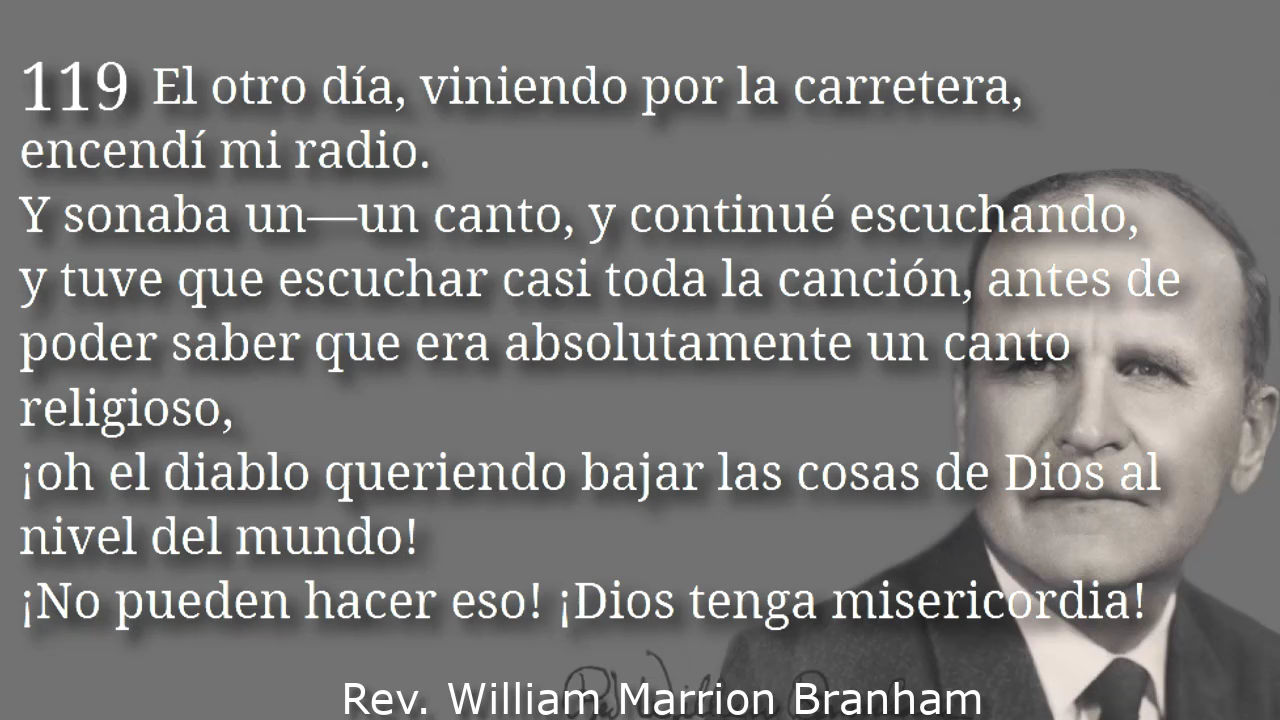 119 El otro día, viniendo por la carretera,
encendí mi radio.
Y sonaba un—un canto, y continué escuchando,
y tuve que escuchar casi toda la canción, antes de
poder saber que era absolutamente un canto
religioso,
¡oh el diablo queriendo bajar las cosas de Dios al
nivel del mundo!
¡No pueden hacer eso! ¡Dios tenga misericordia!
Rev. William Marrion Branham